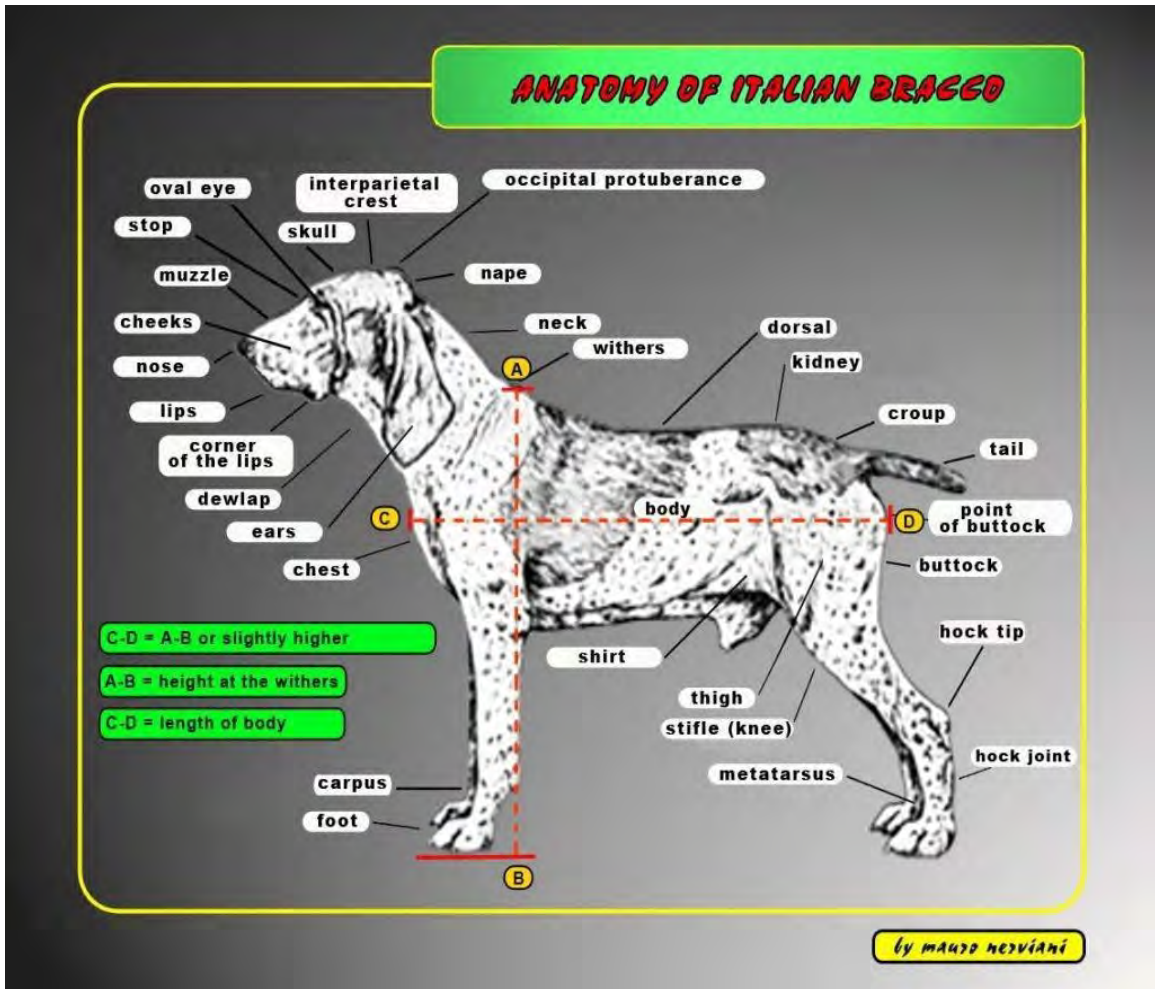 ANATOMY OF ITALIAN BRACCO
oval eye
interparietal
crest
occipital protuberance
stop
skull
muzzle
nape
cheeks
neck
dorsal
withers
nose
A
kidney
lips
croup
corner
of the lips
tail
dewlap
C
body
D
point
of buttock
ears
chest
buttock
C-D = A-B or slightly higher
hock tip
shirt
A-B = height at the withers
thigh
C-D = length of body
stifle (knee)
hock joint
metatarsus
carpus
foot
B
by mauro nerviani